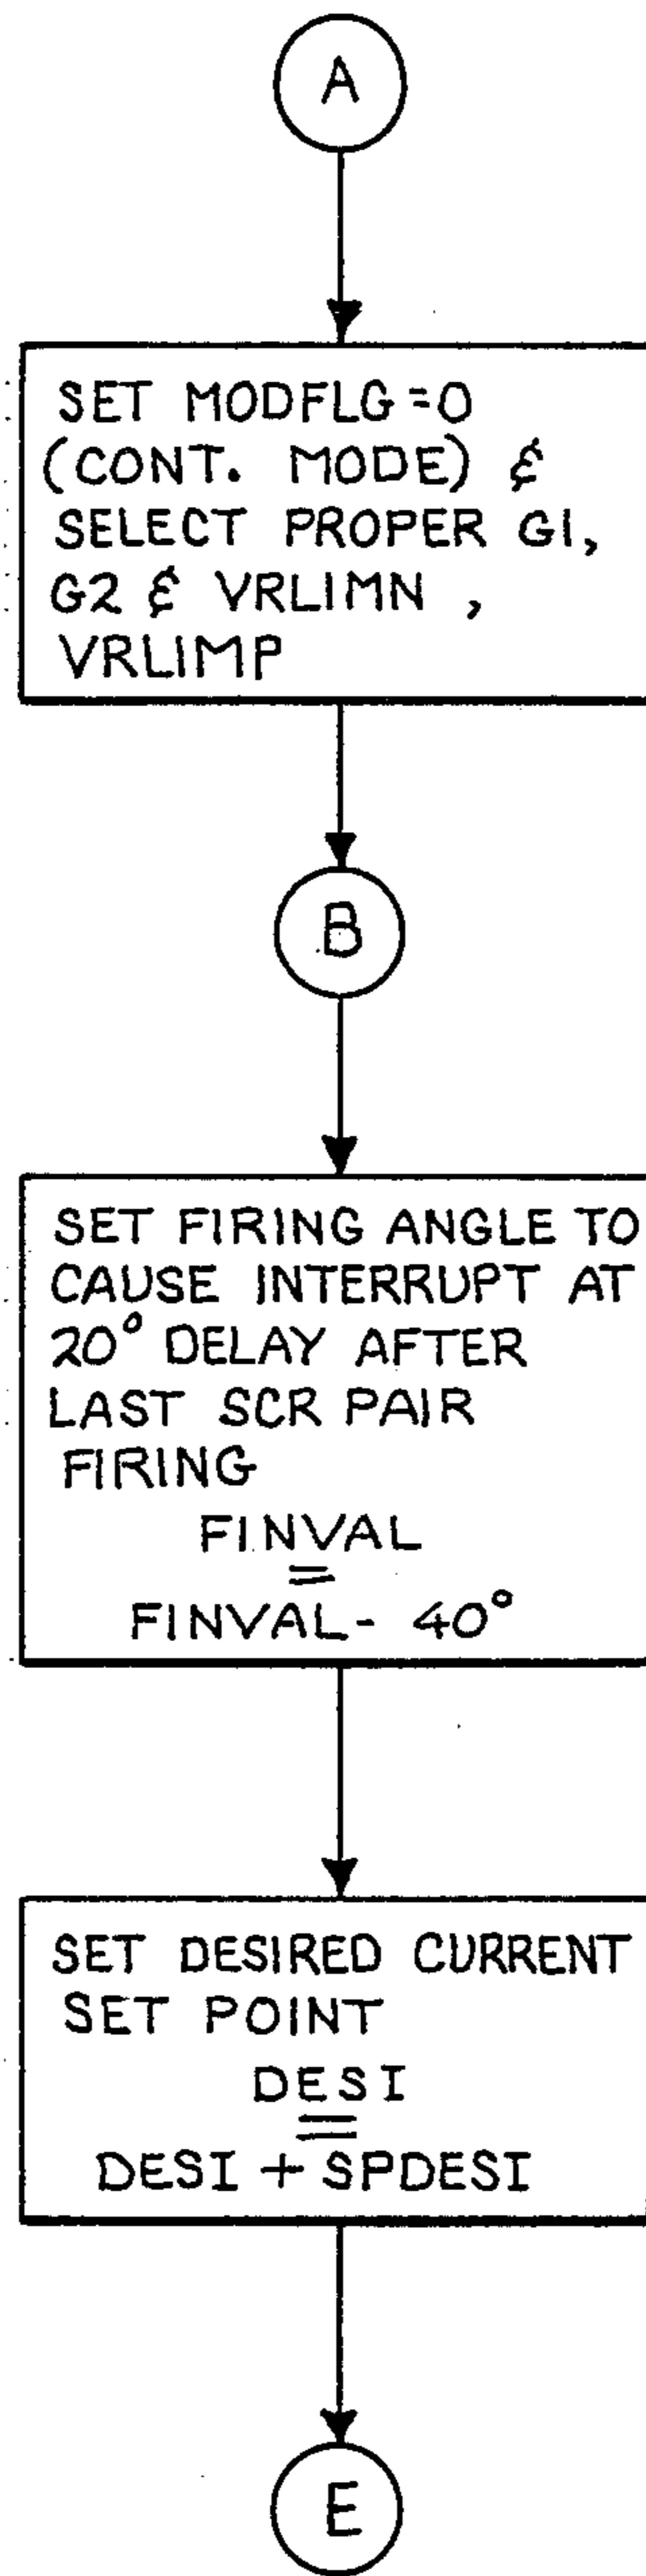 A
SET MODFLG=0
(CONT. MODE) &
SELECT PROPER G1,
G2 & VRLIMN ,
VRLIMP
B
SET FIRING ANGLE TO
CAUSE INTERRUPT AT
20° DELAY AFTER
LAST SCR PAIR
FIRING
FINVAL
=
FINVAL- 40°
SET DESIRED CURRENT
SET POINT
DESI
=
DESI + SPDESI
E